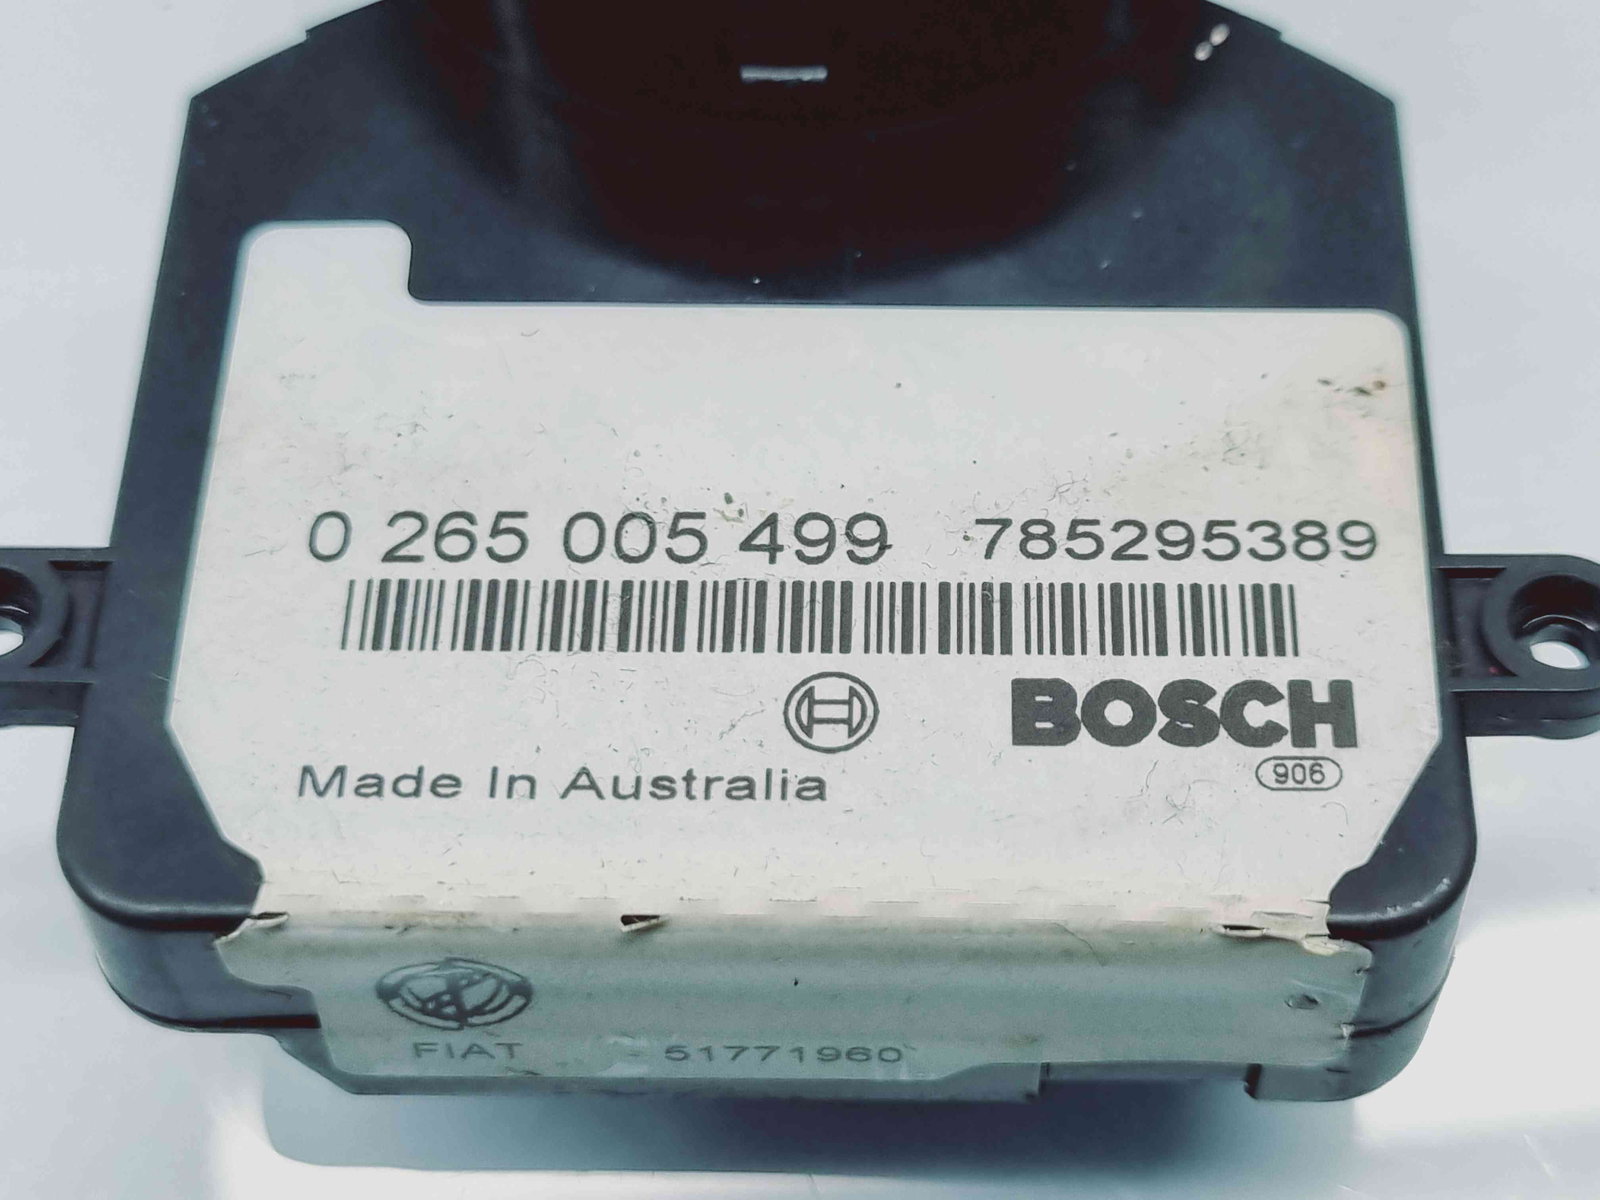 0 265 005 499 785295389
BOSCH
906
Made In Australia
FIAT 51771960